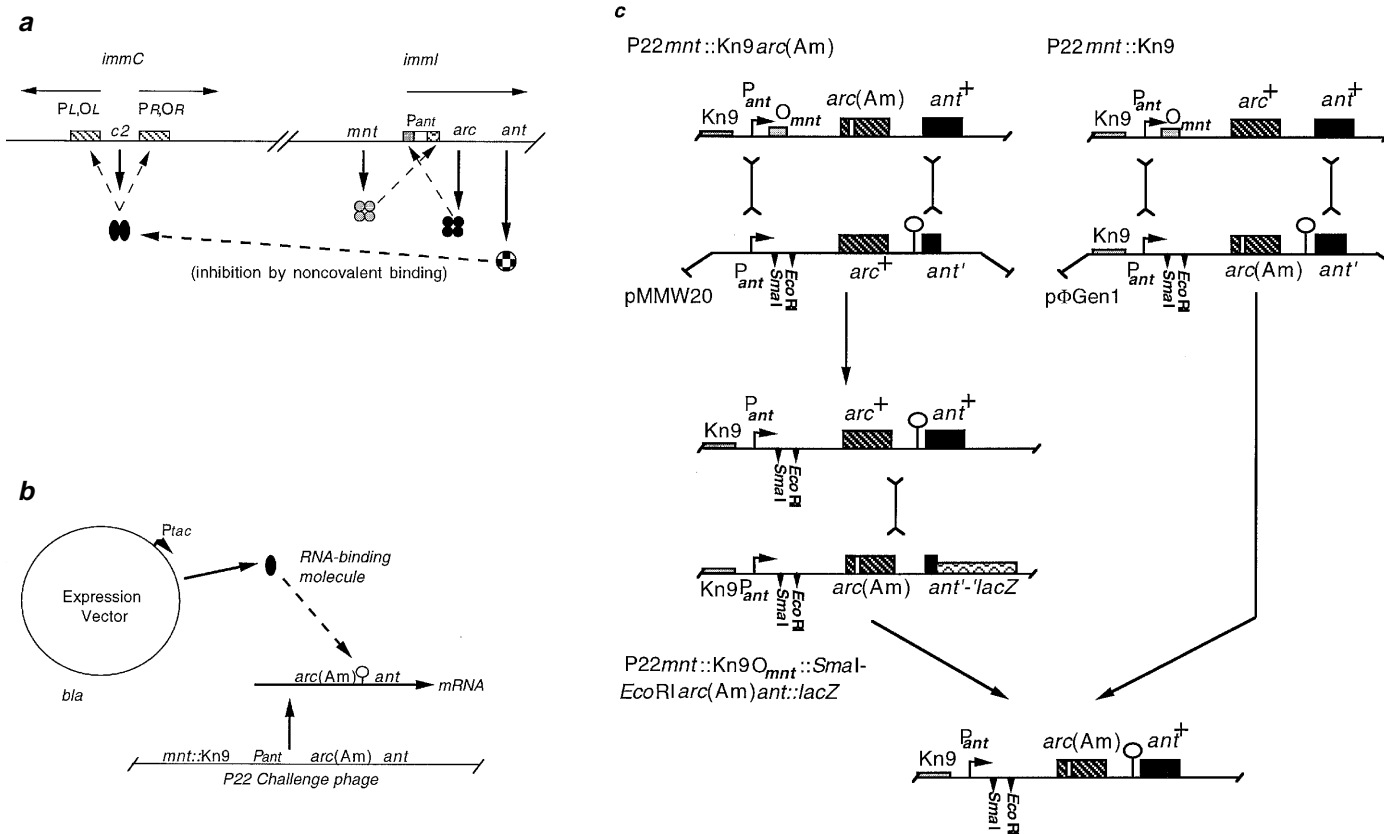 a
immC
immI
PL,OL
c2
PR,OR
mnt
Pant
arc
ant
(inhibition by noncovalent binding)
b
Ptac
Expression
Vector
bla
RNA-binding
molecule
arc(Am)
ant
mRNA
mnt::Kn9
Pant
arc(Am)
ant
P22 Challenge phage
c
P22mnt::Kn9arc(Am)
Kn9
Pant
Omnt
arc(Am)
ant+
Pant
SmaI
EcoRI
arc+
ant'
pMMW20
P22mnt::Kn9
Kn9
Pant
Omnt
arc+
ant+
Kn9
Pant
SmaI
EcoRI
arc(Am)
ant'
pΦGen1
Kn9
Pant
SmaI
EcoRI
arc+
ant+
Kn9
Pant
SmaI
EcoRI
arc(Am)
ant'-'lacZ
P22mnt::Kn9Omnt::SmaI-
EcoRIarc(Am)ant::lacZ
Kn9
Pant
SmaI
EcoRI
arc(Am)
ant+